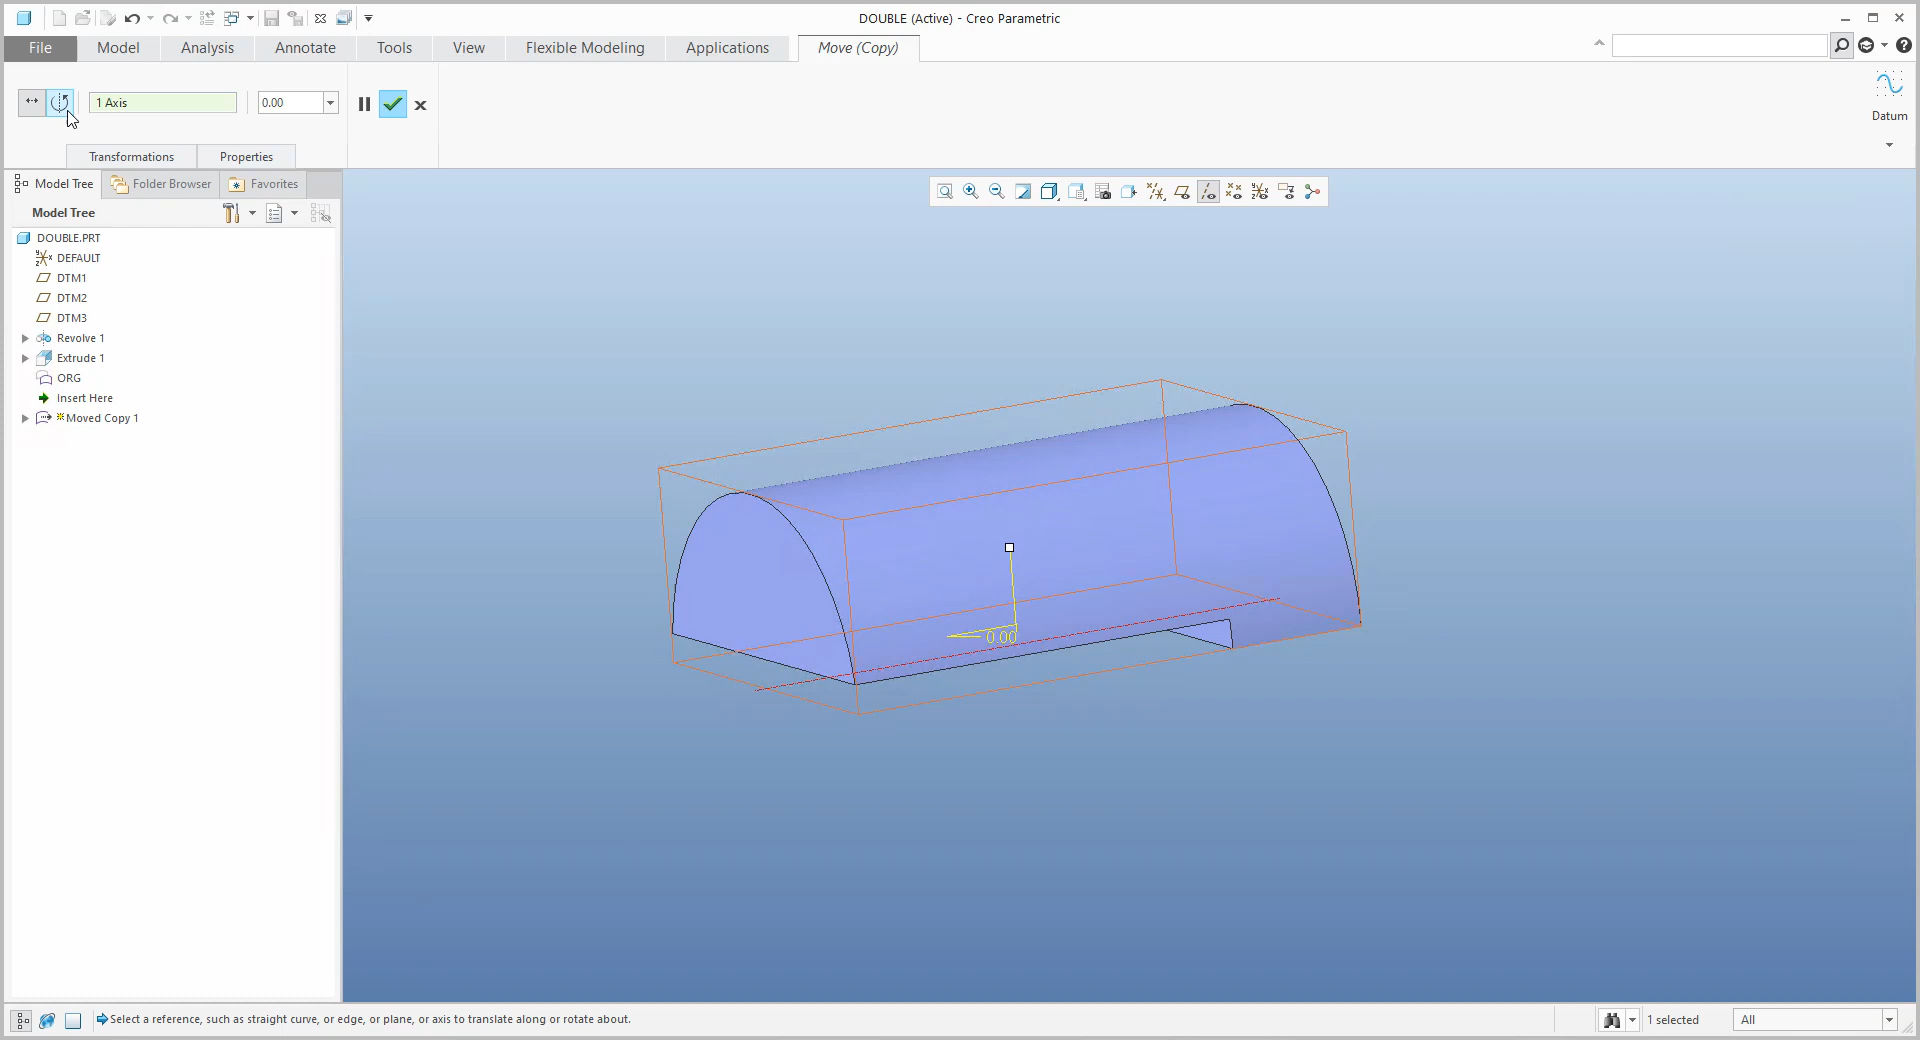 DOUBLE (Active) - Creo Parametric
File Model Analysis Annotate Tools View Flexible Modeling Applications Move (Copy)
1 Axis 0.00
Datum
Transformations Properties
Model Tree Folder Browser Favorites
Model Tree
DOUBLE.PRT
DEFAULT
DTM1
DTM2
DTM3
Revolve 1
Extrude 1
ORG
Insert Here
Moved Copy 1
0.00
Select a reference, such as straight curve, or edge, or plane, or axis to translate along or rotate about.
1 selected All